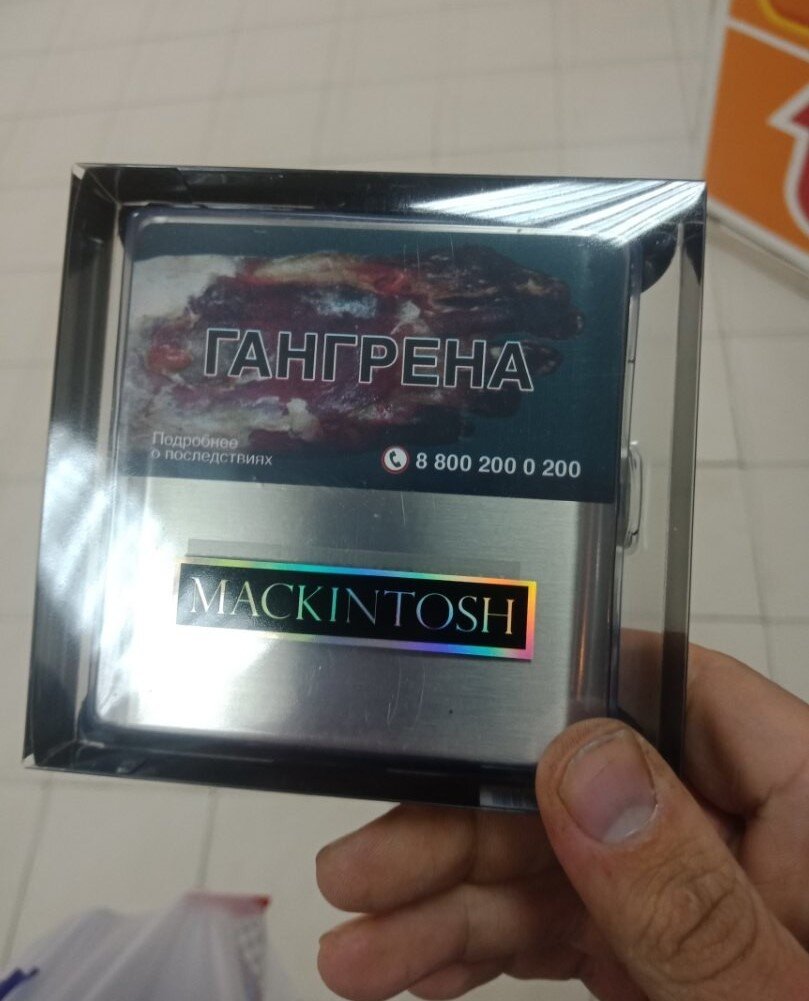 ГАНГРЕНА
Подробнее
о последствиях
8 800 200 0 200
MACKINTOSH